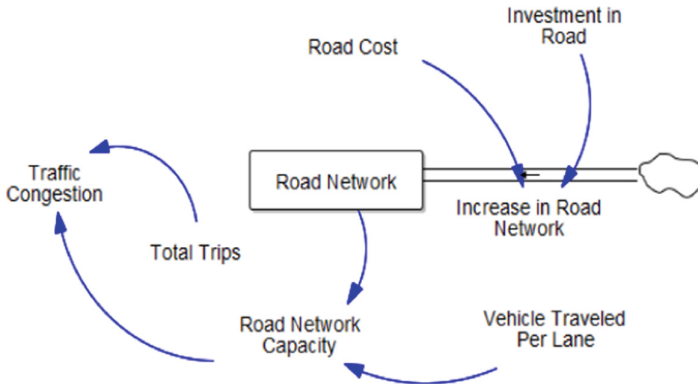 Investment in
Road
Road Cost
Traffic
Congestion
Road Network
Increase in Road
Network
Total Trips
Road Network
Capacity
Vehicle Traveled
Per Lane